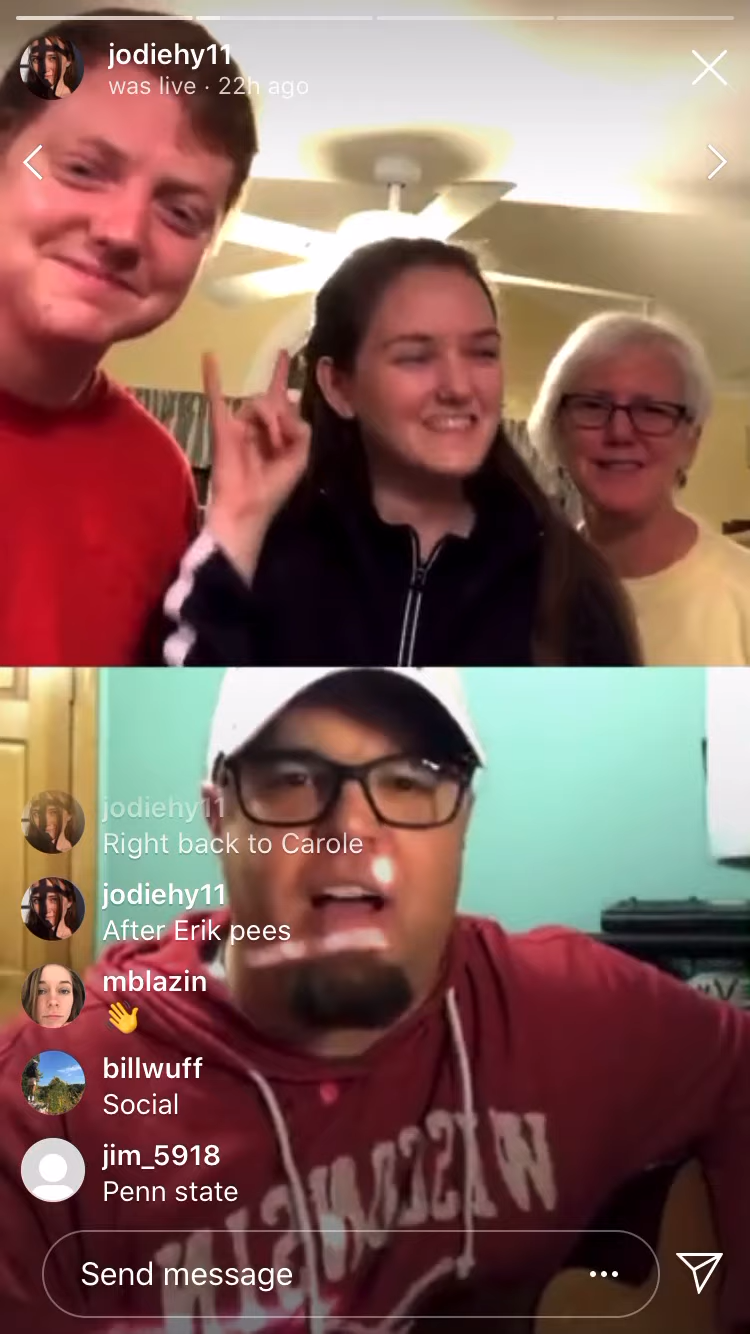 jodiehy11
was live · 22h ago
jodiehy11
Right back to Carole
jodiehy11
After Erik pees
mblazin
👋
billwuff
Social
jim_5918
Penn state
WISCONSIN
Send message